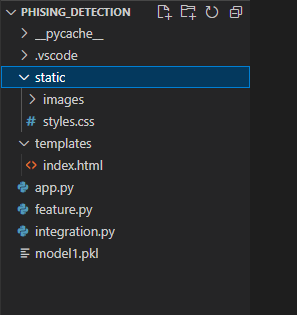 PHISING_DETECTION
__pycache__
.vscode
static
images
# styles.css
templates
<> index.html
app.py
feature.py
integration.py
model1.pkl